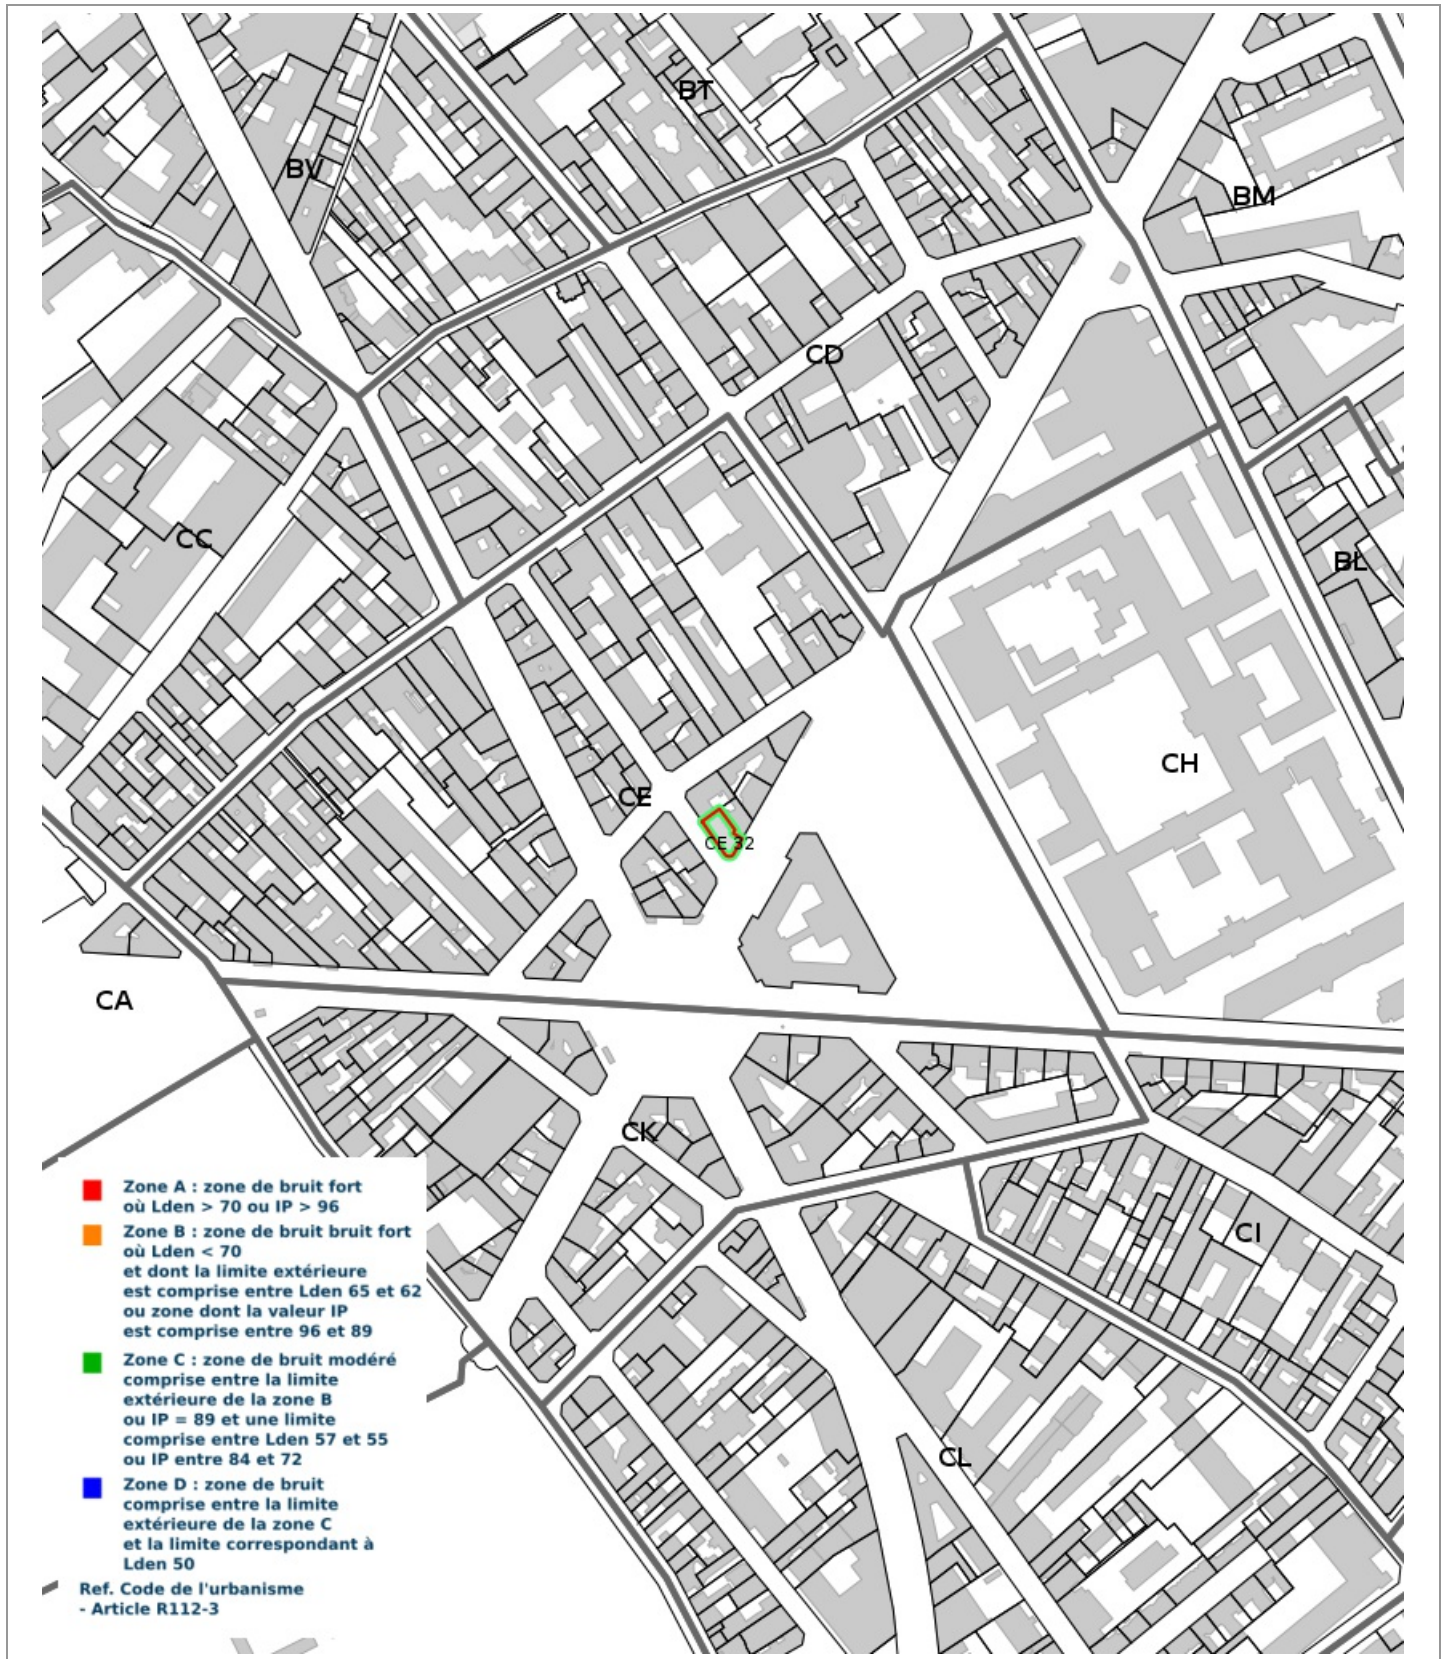 BT
BV
BM
CD
CC
BL
CH
CE
CE 32
CA
CK
CI
CL
Zone A : zone de bruit fort
où Lden > 70 ou IP > 96
Zone B : zone de bruit bruit fort
où Lden < 70
et dont la limite extérieure
est comprise entre Lden 65 et 62
ou zone dont la valeur IP
est comprise entre 96 et 89
Zone C : zone de bruit modéré
comprise entre la limite
extérieure de la zone B
ou IP = 89 et une limite
comprise entre Lden 57 et 55
ou IP entre 84 et 72
Zone D : zone de bruit
comprise entre la limite
extérieure de la zone C
et la limite correspondant à
Lden 50
Ref. Code de l'urbanisme
- Article R112-3